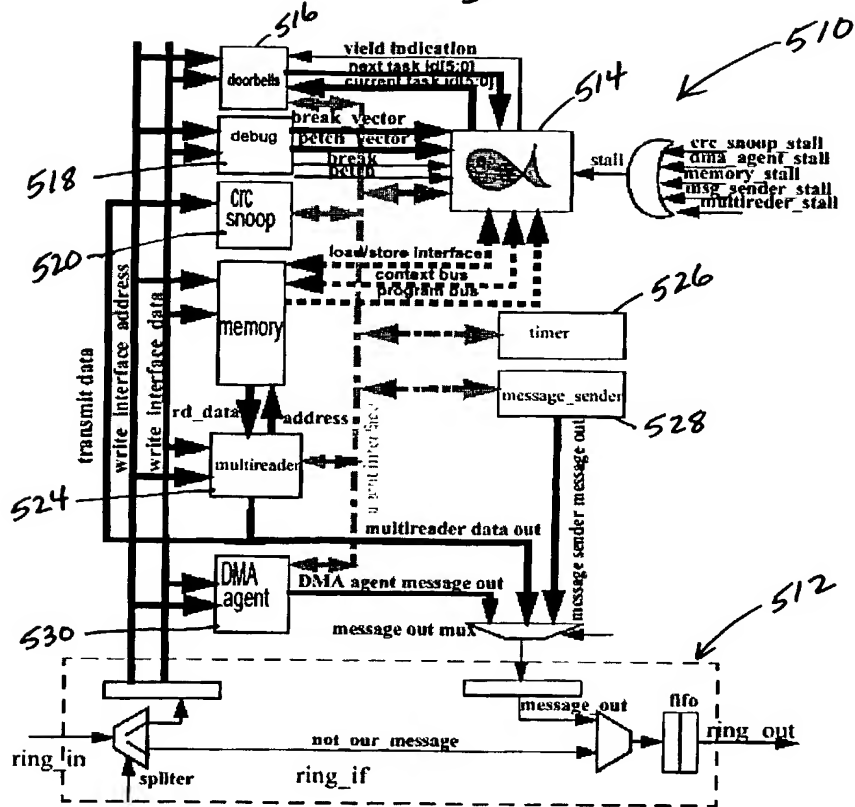 516
510
514
yield indication
next task id[5:0]
current task id[5:0]
doorbells
break_vector
petch_vector
break
petch
debug
518
stall
crc_snoop_stall
dma_agent_stall
memory_stall
msg_sender_stall
multireder_stall
crc
snoop
520
load/store interface
context bus
program bus
526
memory
timer
message_sender
528
transmit data
write interface address
write interface data
rd_data
address
multireader
524
multireader data out
message sender message out
DMA
agent
DMA agent message out
530
message out mux
512
message_out
fifo
ring_out
ring_in
not_our_message
spliter
ring_if